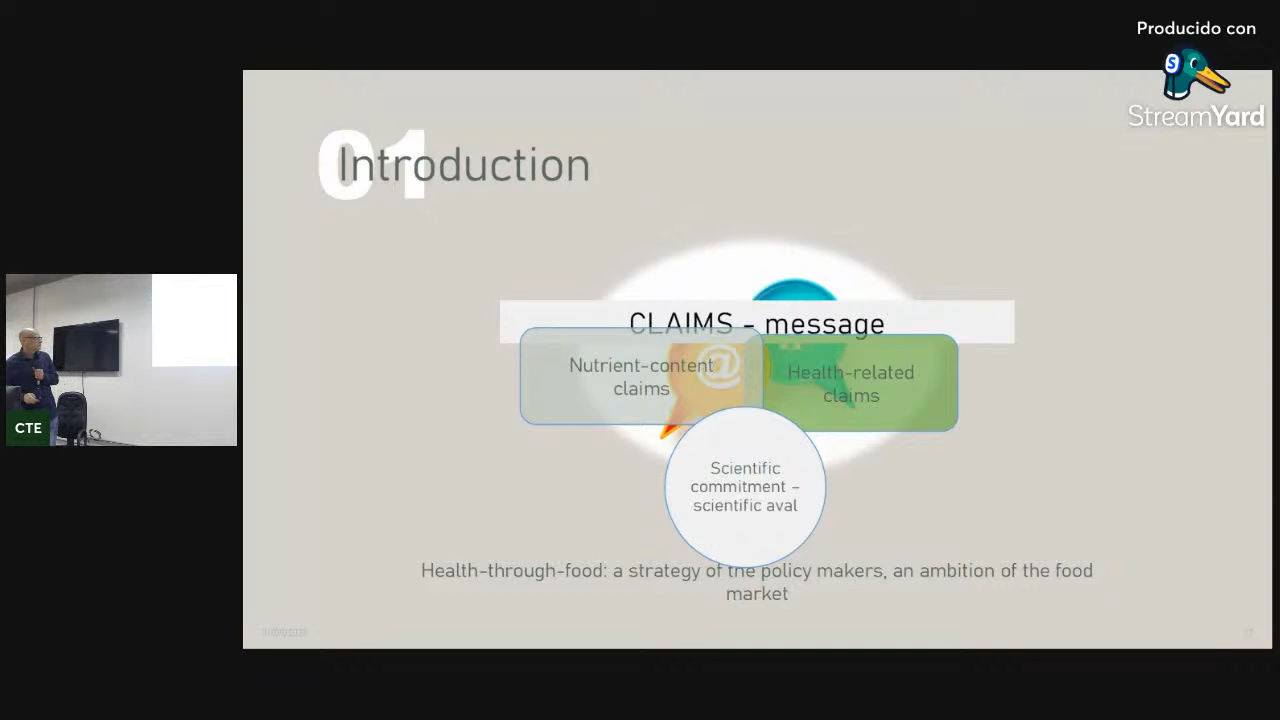 Producido con
S
StreamYard
01
Introduction
CLAIMS - message
Nutrient-content
claims
@
Health-related
claims
Scientific
commitment –
scientific aval
Health-through-food: a strategy of the policy makers, an ambition of the food
market
CTE
17